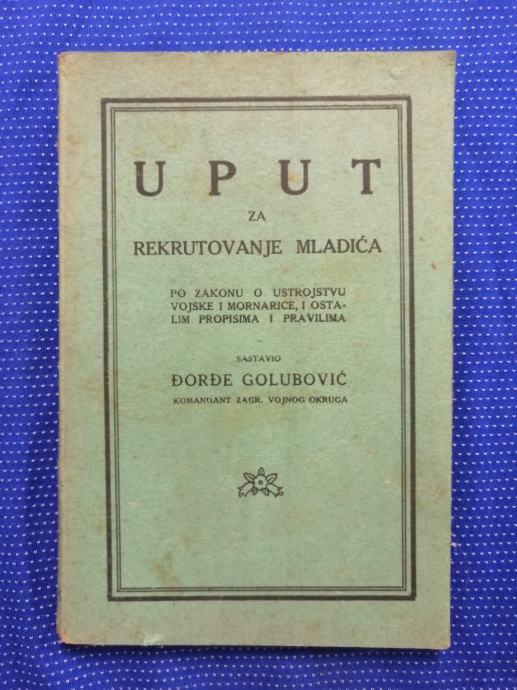 UPUT
ZA
REKRUTOVANJE MLADIĆA
PO ZAKONU O USTROJSTVU
VOJSKE I MORNARICE, I OSTA-
LIM PROPISIMA I PRAVILIMA
SASTAVIO
ĐORĐE GOLUBOVIĆ
KOMANDANT ZAGR. VOJNOG OKRUGA